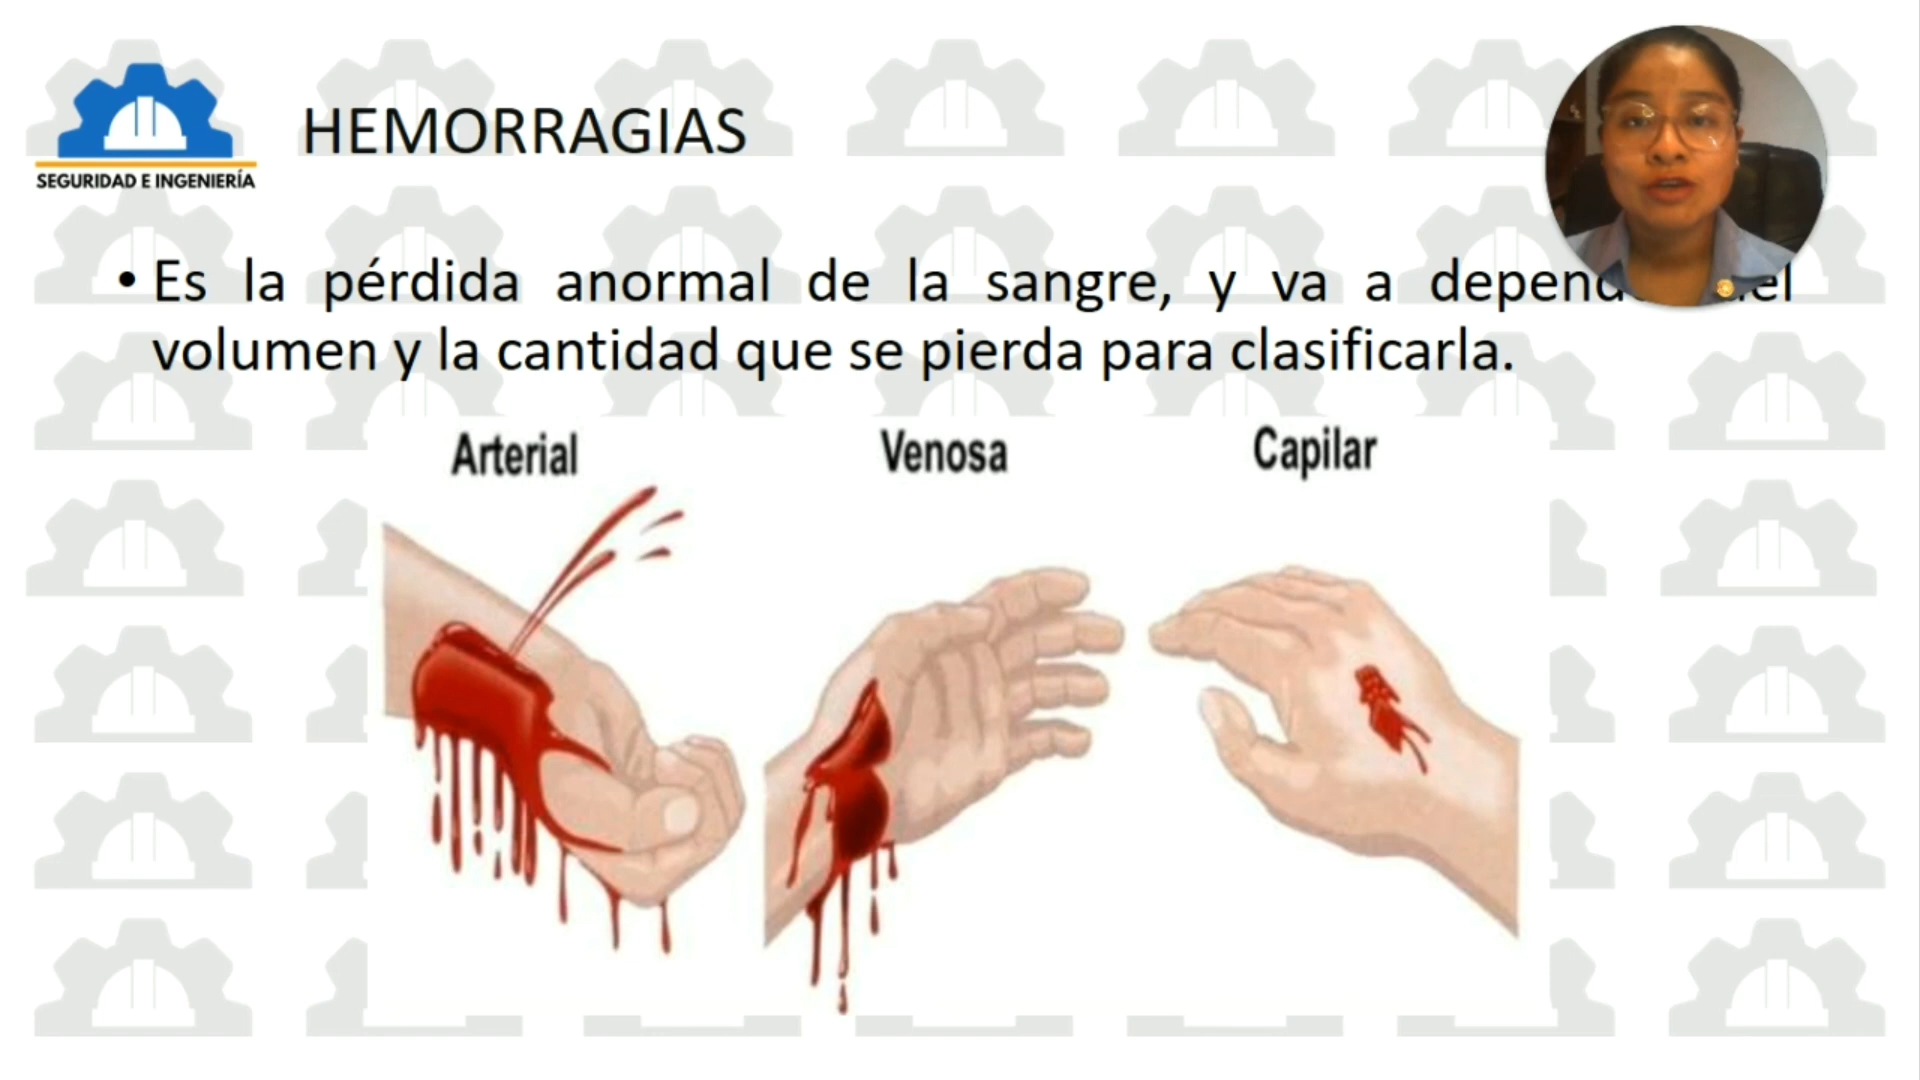 SEGURIDAD E INGENIERÍA
HEMORRAGIAS
• Es la pérdida anormal de la sangre, y va a
volumen y la cantidad que se pierda para clasificarla.
Arterial
Venosa
Capilar